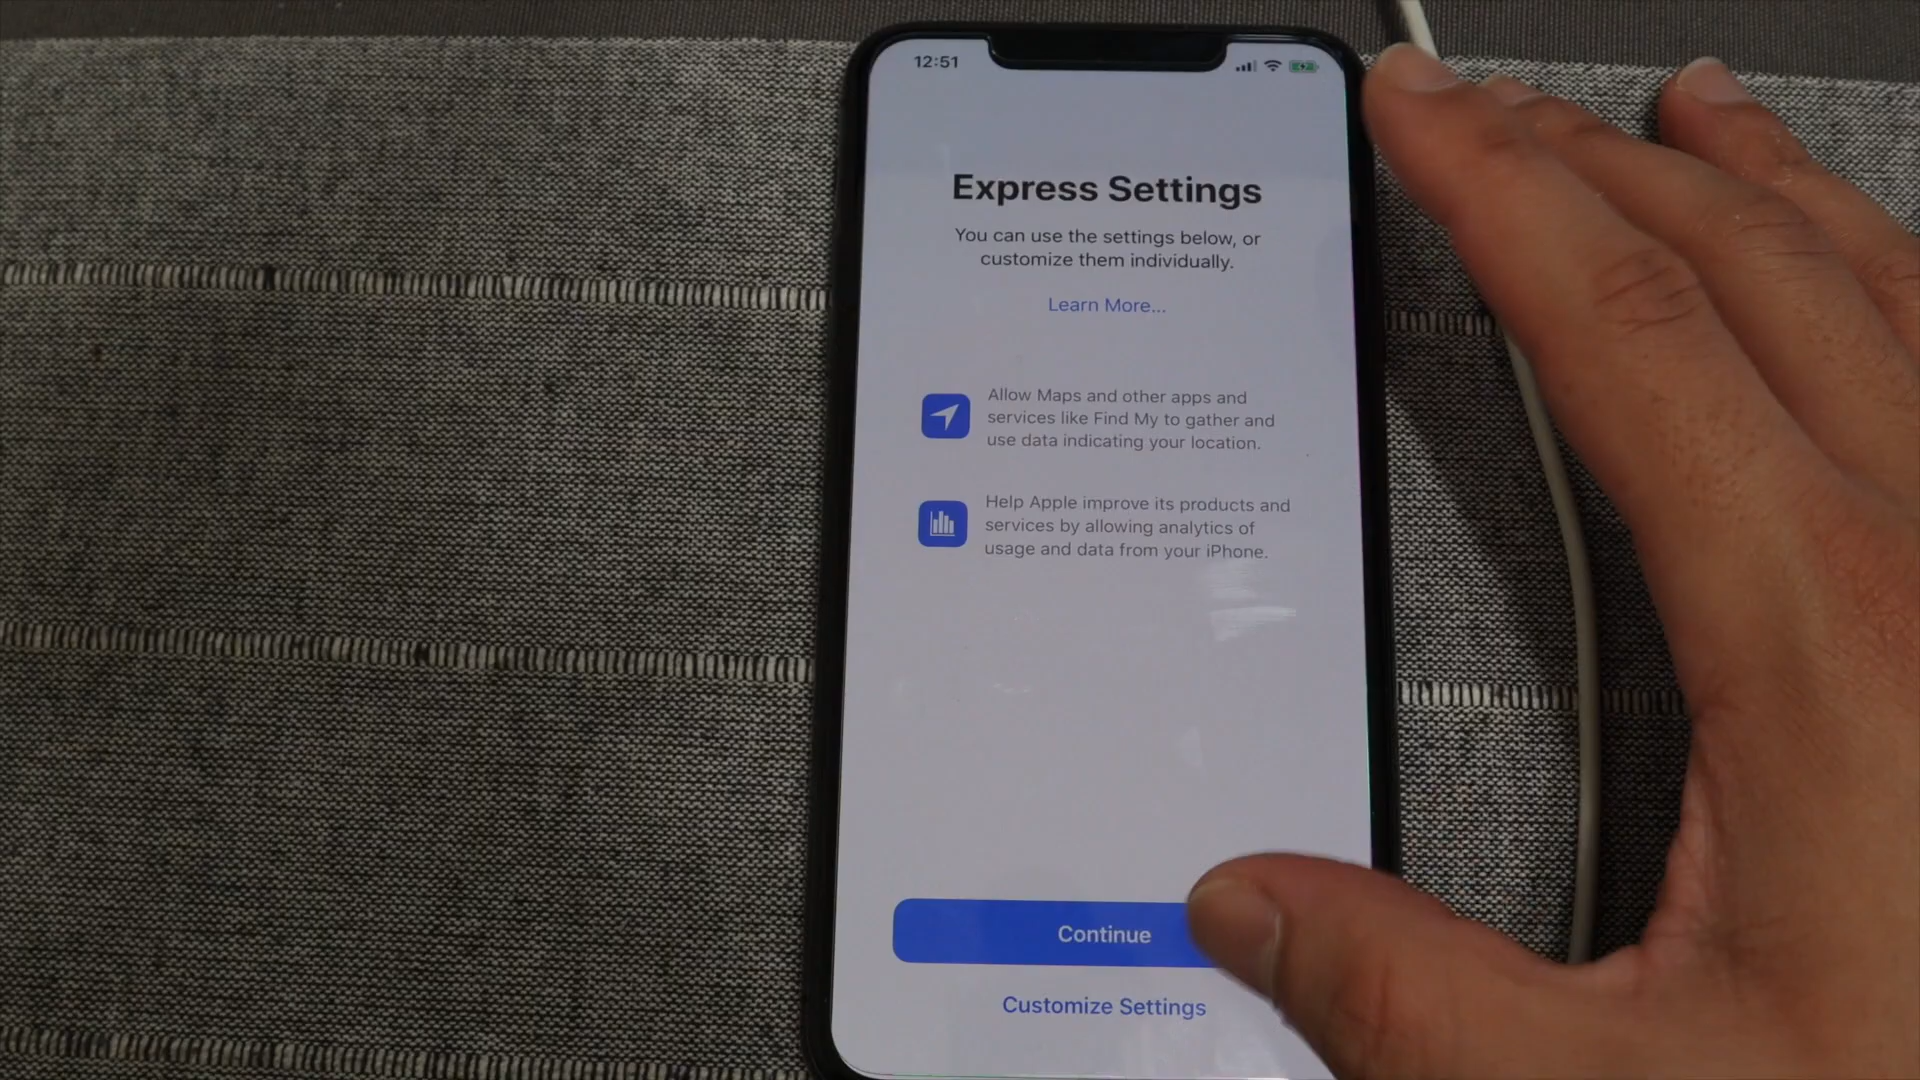 12:51
Express Settings
You can use the settings below, or
customize them individually.
Learn More...
Allow Maps and other apps and
services like Find My to gather and
use data indicating your location.
Help Apple improve its products and
services by allowing analytics of
usage and data from your iPhone.
Continue
Customize Settings